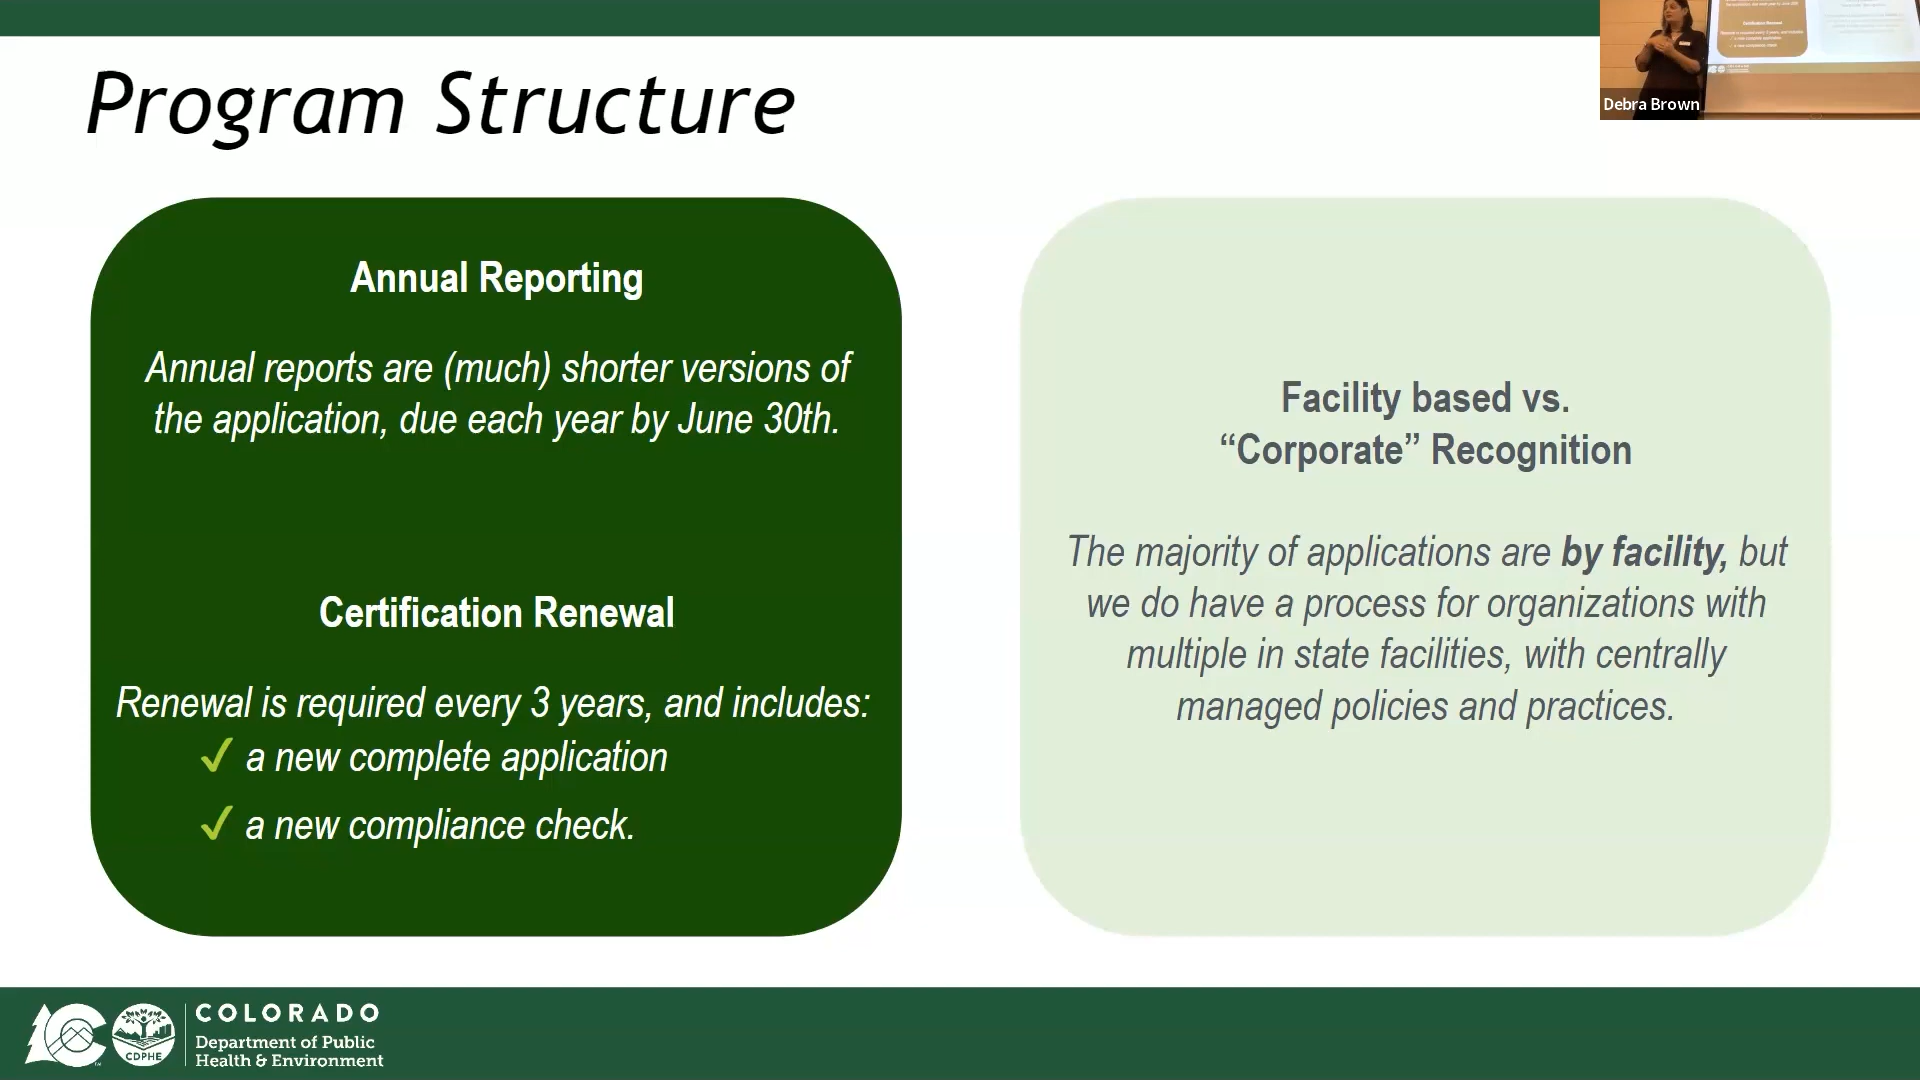 Program Structure
Debra Brown
Annual Reporting
Annual reports are (much) shorter versions of
the application, due each year by June 30th.
Certification Renewal
Renewal is required every 3 years, and includes:
✓ a new complete application
✓ a new compliance check.
Facility based vs.
“Corporate” Recognition
The majority of applications are by facility, but
we do have a process for organizations with
multiple in state facilities, with centrally
managed policies and practices.
CDPHE
COLORADO
Department of Public
Health & Environment